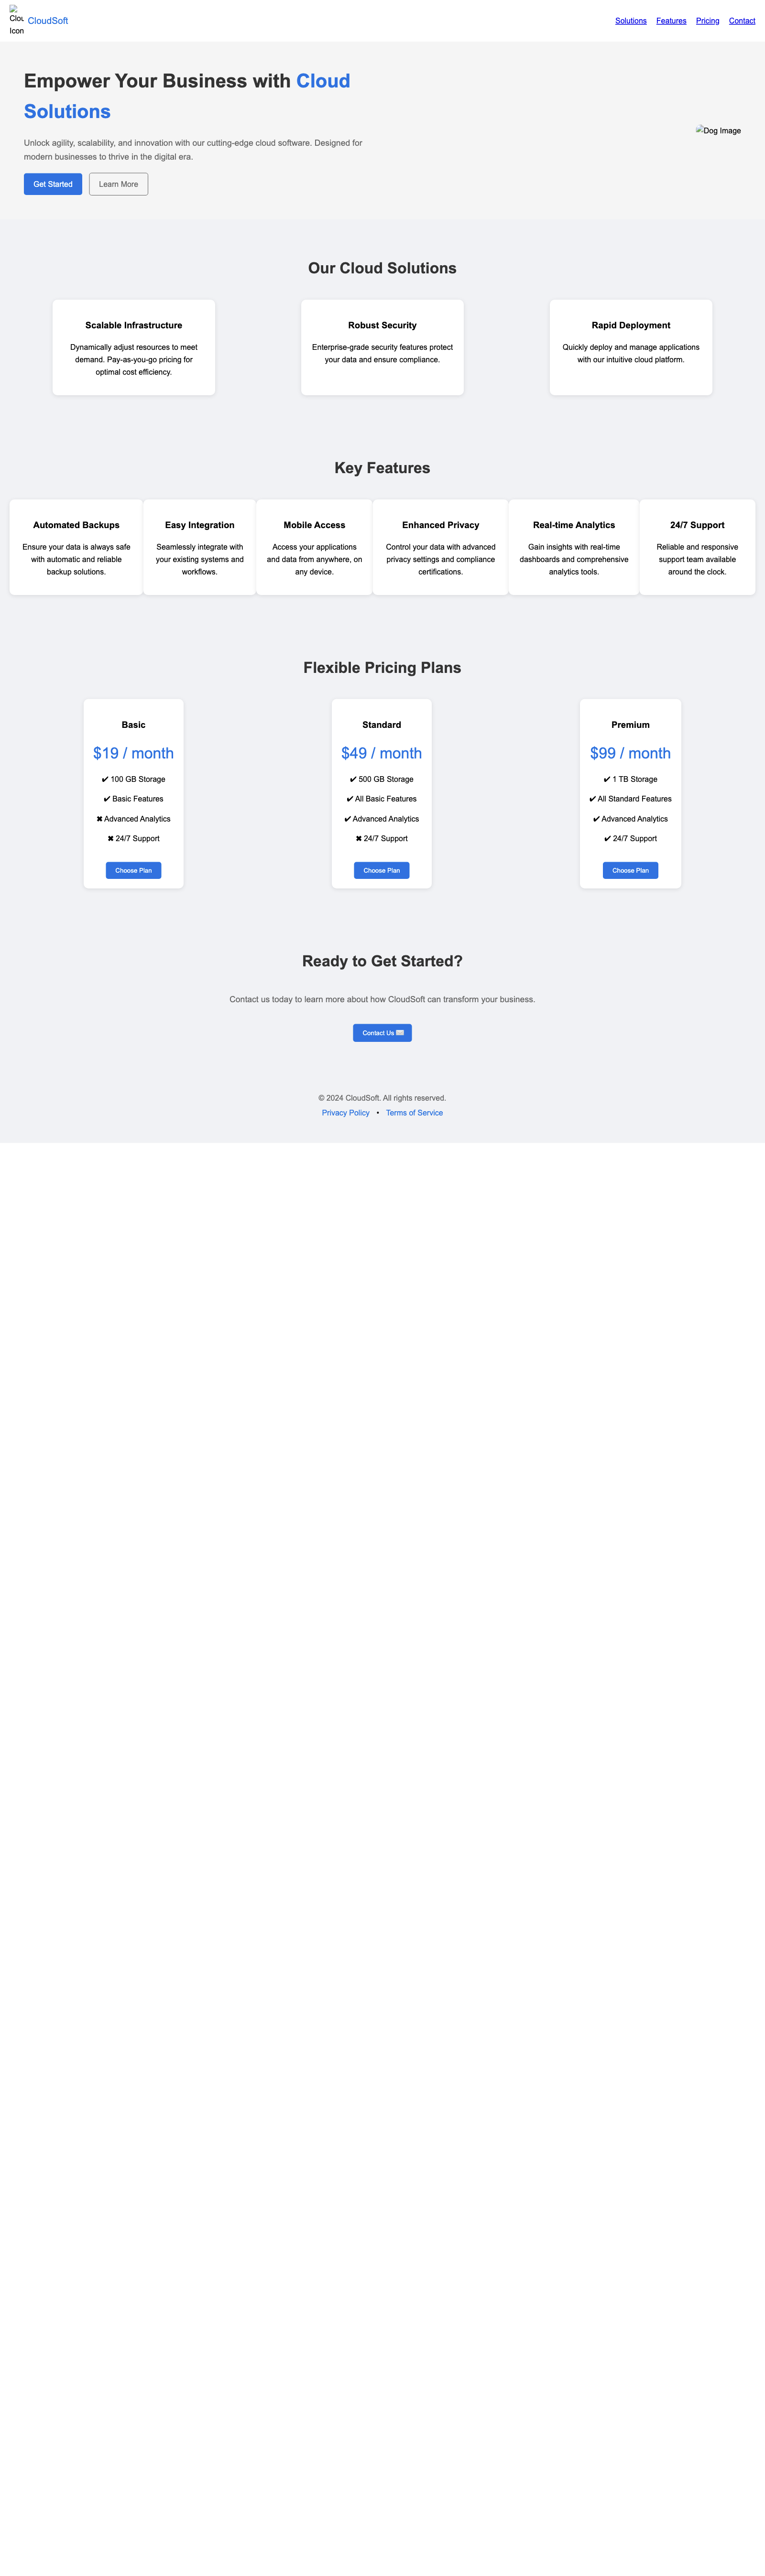 Clou
Icon
CloudSoft
Solutions Features Pricing Contact
Empower Your Business with Cloud
Solutions
Unlock agility, scalability, and innovation with our cutting-edge cloud software. Designed for
modern businesses to thrive in the digital era.
Get Started Learn More
Dog Image
Our Cloud Solutions
Scalable Infrastructure
Dynamically adjust resources to meet
demand. Pay-as-you-go pricing for
optimal cost efficiency.
Robust Security
Enterprise-grade security features protect
your data and ensure compliance.
Rapid Deployment
Quickly deploy and manage applications
with our intuitive cloud platform.
Key Features
Automated Backups
Ensure your data is always safe
with automatic and reliable
backup solutions.
Easy Integration
Seamlessly integrate with
your existing systems and
workflows.
Mobile Access
Access your applications
and data from anywhere, on
any device.
Enhanced Privacy
Control your data with advanced
privacy settings and compliance
certifications.
Real-time Analytics
Gain insights with real-time
dashboards and comprehensive
analytics tools.
24/7 Support
Reliable and responsive
support team available
around the clock.
Flexible Pricing Plans
Basic
$19 / month
✔ 100 GB Storage
✔ Basic Features
✖ Advanced Analytics
✖ 24/7 Support
Choose Plan
Standard
$49 / month
✔ 500 GB Storage
✔ All Basic Features
✔ Advanced Analytics
✖ 24/7 Support
Choose Plan
Premium
$99 / month
✔ 1 TB Storage
✔ All Standard Features
✔ Advanced Analytics
✔ 24/7 Support
Choose Plan
Ready to Get Started?
Contact us today to learn more about how CloudSoft can transform your business.
Contact Us
© 2024 CloudSoft. All rights reserved.
Privacy Policy • Terms of Service